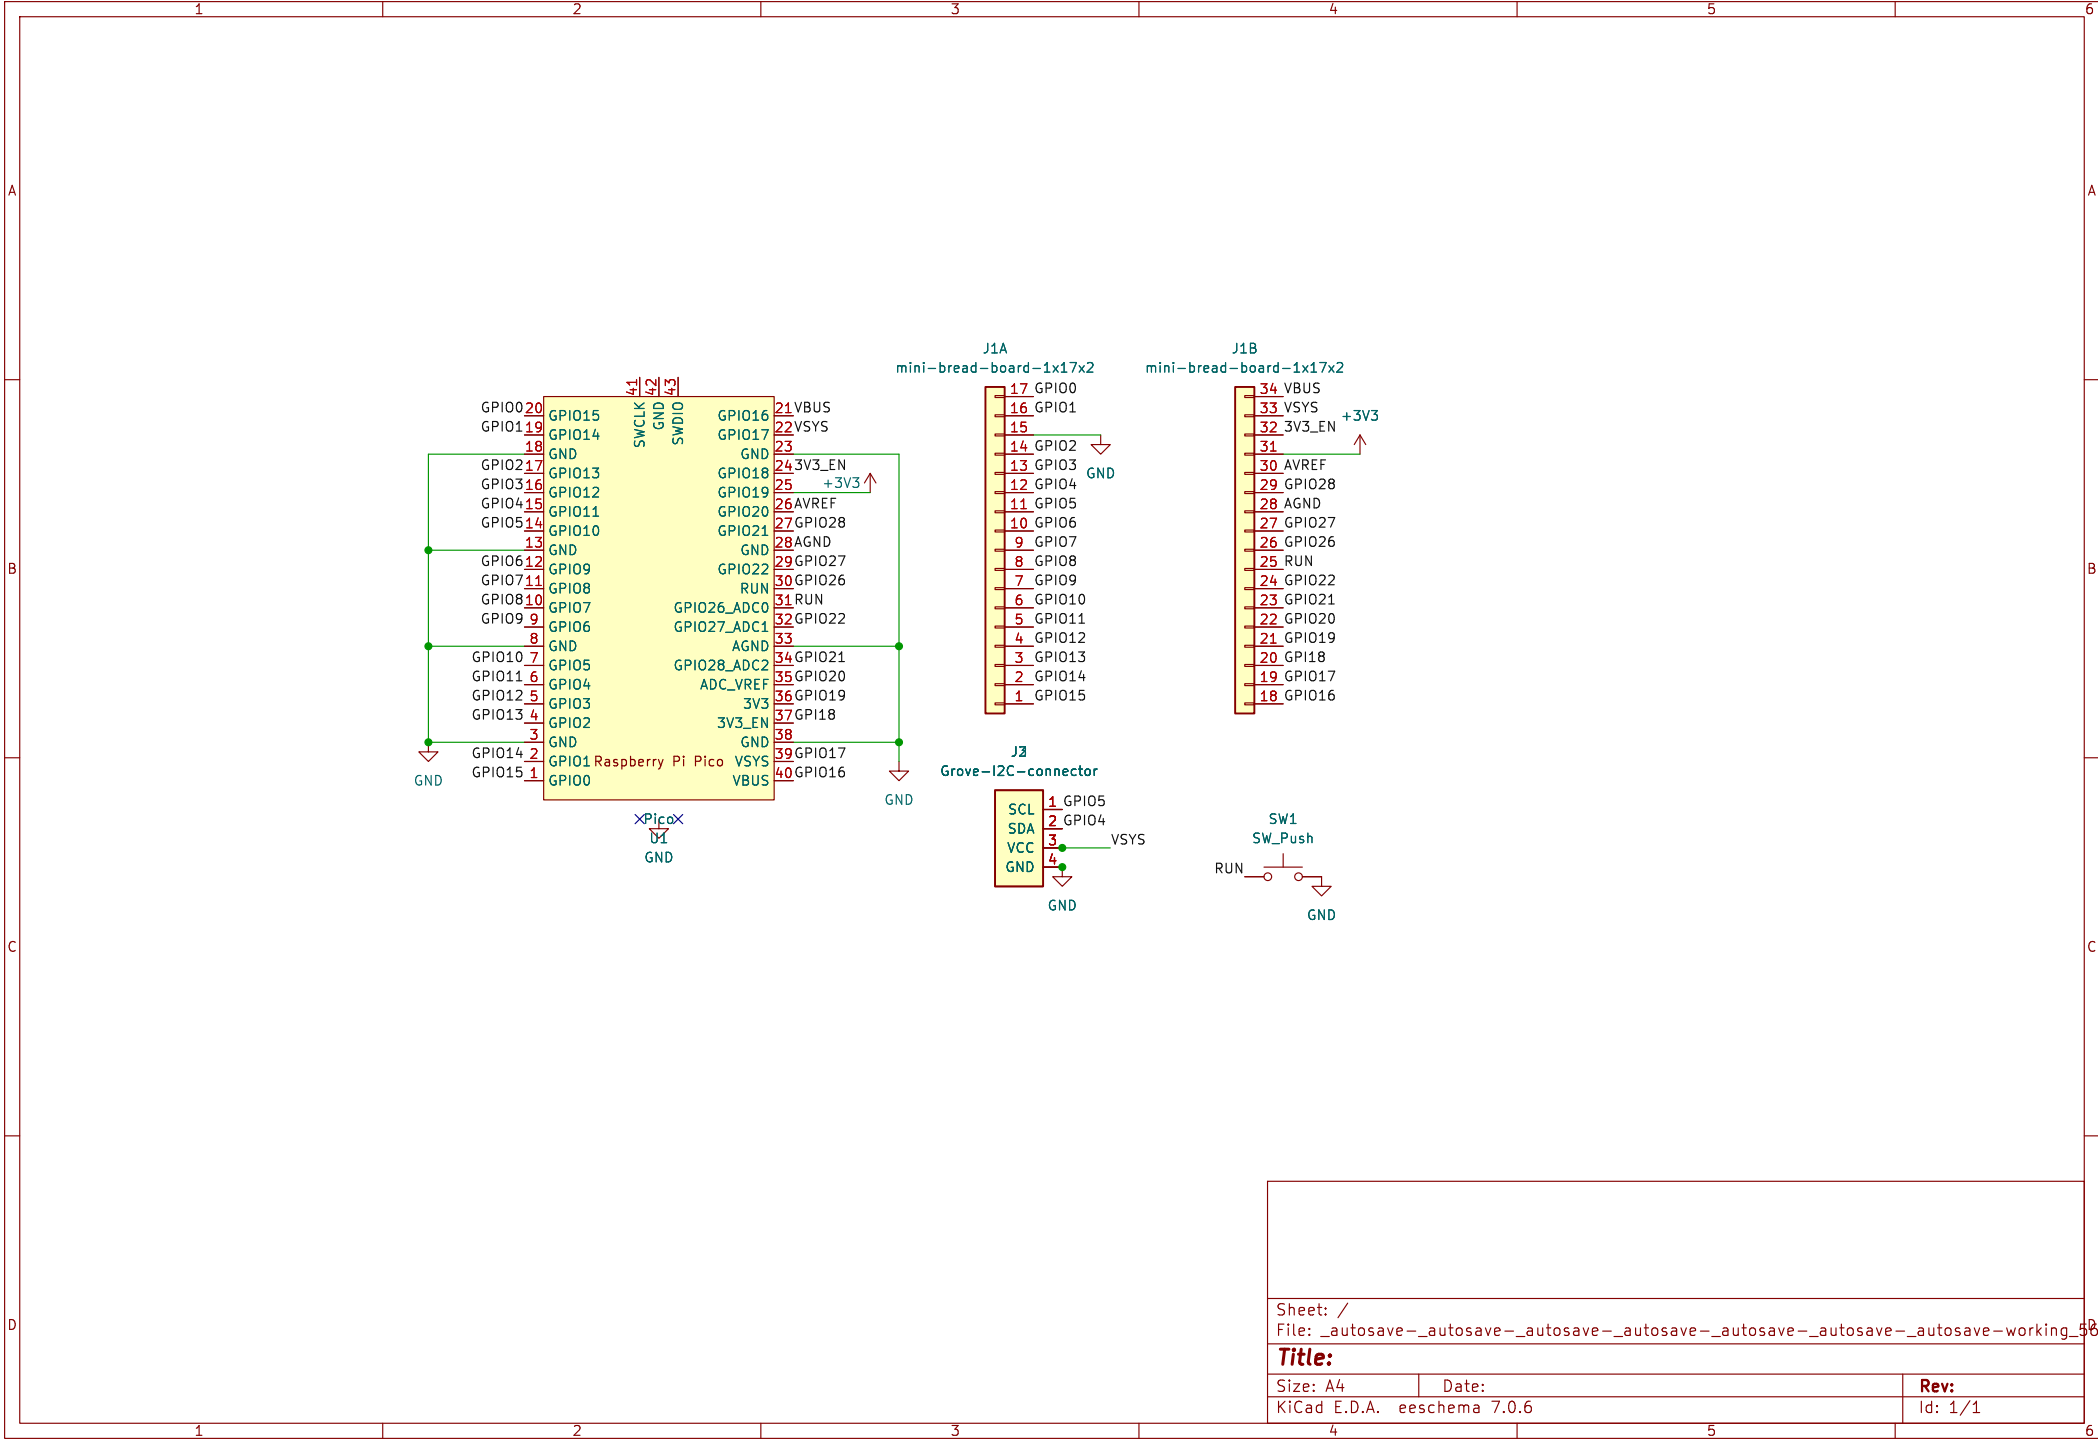 1 2 3 4 5 6
A A
B B
C C
D D
J1A
mini-bread-board-1x17x2
17 GPIO0
16 GPIO1
15
14 GPIO2
13 GPIO3
12 GPIO4
11 GPIO5
10 GPIO6
9 GPIO7
8 GPIO8
7 GPIO9
6 GPIO10
5 GPIO11
4 GPIO12
3 GPIO13
2 GPIO14
1 GPIO15
GND
J1B
mini-bread-board-1x17x2
34 VBUS
33 VSYS
32 3V3_EN
31
30 AVREF
29 GPIO28
28 AGND
27 GPIO27
26 GPIO26
25 RUN
24 GPIO22
23 GPIO21
22 GPIO20
21 GPIO19
20 GPI18
19 GPIO17
18 GPIO16
+3V3
41 42 43
SWCLK
GND
SWDIO
GPIO0 20 GPIO15
GPIO1 19 GPIO14
18 GND
GPIO2 17 GPIO13
GPIO3 16 GPIO12
GPIO4 15 GPIO11
GPIO5 14 GPIO10
13 GND
GPIO6 12 GPIO9
GPIO7 11 GPIO8
GPIO8 10 GPIO7
GPIO9 9 GPIO6
8 GND
GPIO10 7 GPIO5
GPIO11 6 GPIO4
GPIO12 5 GPIO3
GPIO13 4 GPIO2
3 GND
GPIO14 2 GPIO1
GPIO15 1 GPIO0
Raspberry Pi Pico
GPIO16 21 VBUS
GPIO17 22 VSYS
GND 23
GPIO18 24 3V3_EN
GPIO19 25
+3V3
GPIO20 26 AVREF
GPIO21 27 GPIO28
GND 28 AGND
GPIO22 29 GPIO27
RUN 30 GPIO26
GPIO26_ADC0 31 RUN
GPIO27_ADC1 32 GPIO22
AGND 33
GPIO28_ADC2 34 GPIO21
ADC_VREF 35 GPIO20
3V3 36 GPIO19
3V3_EN 37 GPI18
GND 38
VSYS 39 GPIO17
VBUS 40 GPIO16
GND
GND
Pico
U1
GND
Grove-I2C-connector
SCL 1 GPIO5
SDA 2 GPIO4
VCC 3 VSYS
GND 4
GND
SW1
SW_Push
RUN
GND
Sheet: /
File: _autosave-_autosave-_autosave-_autosave-_autosave-_autosave-_autosave-working_
Title:
Size: A4 Date: Rev:
KiCad E.D.A. eeschema 7.0.6 Id: 1/1
1 2 3 4 5 6